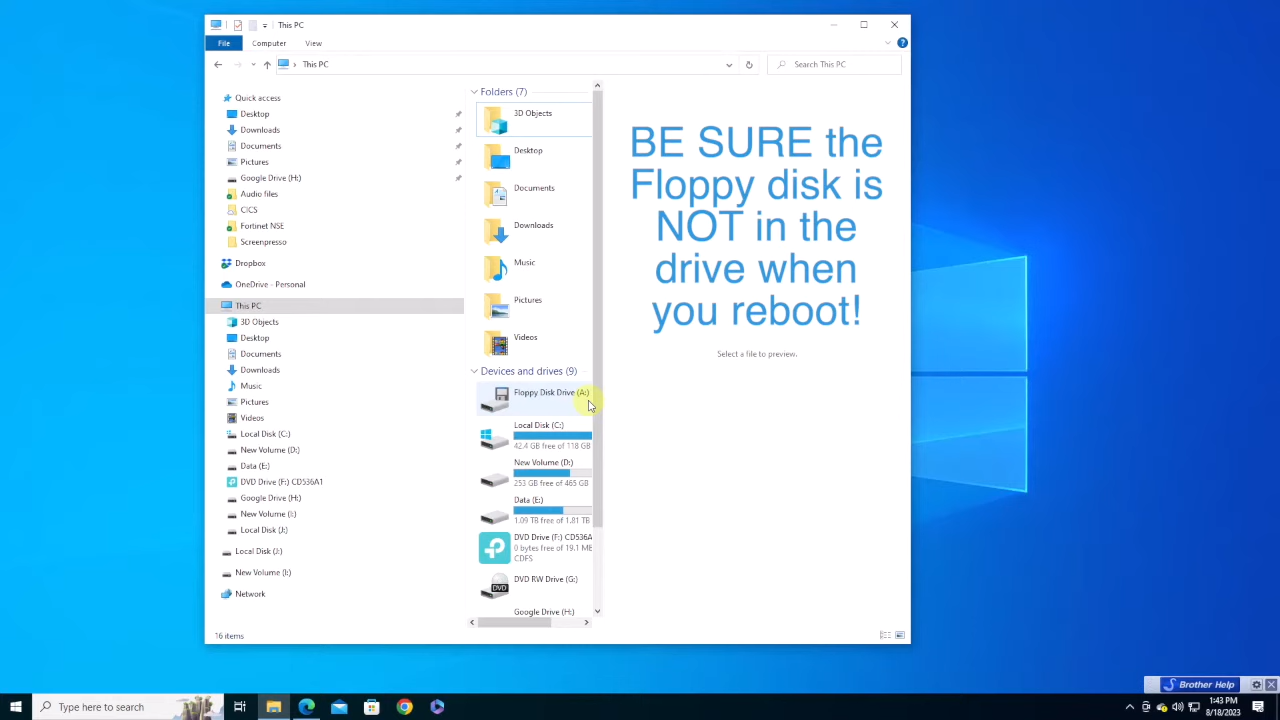 This PC
File
Computer
View
This PC
Search This PC
Quick access
Desktop
Downloads
Documents
Pictures
Google Drive (H:)
Audio files
CICS
Fortinet NSE
Screenpresso
Dropbox
OneDrive - Personal
This PC
3D Objects
Desktop
Documents
Downloads
Music
Pictures
Videos
Local Disk (C:)
New Volume (D:)
Data (E:)
DVD Drive (F:) CD536A1
Google Drive (H:)
New Volume (I:)
Local Disk (J:)
Local Disk (J:)
New Volume (I:)
Network
16 items
Folders (7)
3D Objects
Desktop
Documents
Downloads
Music
Pictures
Videos
Devices and drives (9)
Floppy Disk Drive (A:)
Local Disk (C:)
42.4 GB free of 118 GB
New Volume (D:)
253 GB free of 465 GB
Data (E:)
1.09 TB free of 1.81 TB
DVD Drive (F:) CD536A
0 bytes free of 19.1 ME
CDFS
DVD RW Drive (G:)
DVD
Google Drive (H:)
BE SURE the
Floppy disk is
NOT in the
drive when
you reboot!
Select a file to preview.
Brother Help
Type here to search
1:43 PM
8/18/2023